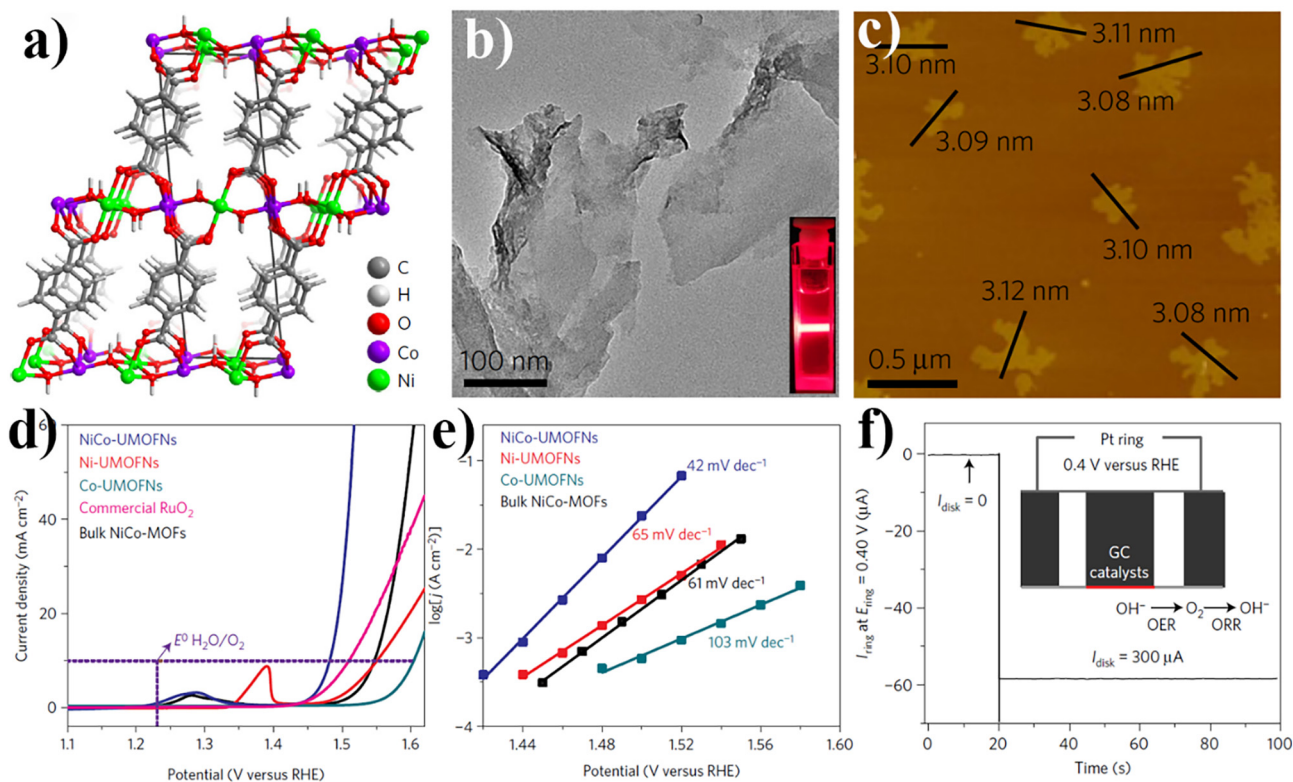 a)
C
H
O
Co
Ni
b)
100 nm
c)
3.11 nm
3.10 nm
3.08 nm
3.09 nm
3.10 nm
3.12 nm
3.08 nm
0.5 μm
d)
NiCo-UMOFNs
Ni-UMOFNs
Co-UMOFNs
Commercial RuO₂
Bulk NiCo-MOFs
E⁰ H₂O/O₂
Current density (mA cm⁻²)
60
40
20
0
1.1
1.2
1.3
1.4
1.5
1.6
Potential (V versus RHE)
e)
NiCo-UMOFNs
Ni-UMOFNs
Co-UMOFNs
Bulk NiCo-MOFs
42 mV dec⁻¹
65 mV dec⁻¹
61 mV dec⁻¹
103 mV dec⁻¹
log[j (A cm⁻²)]
-1
-2
-3
-4
1.44
1.48
1.52
1.56
1.60
Potential (V versus RHE)
f)
Pt ring
0.4 V versus RHE
I disk = 0
GC
catalysts
OH⁻ → O₂ → OH⁻
OER
ORR
I disk = 300 μA
I ring at E ring = 0.40 V (μA)
0
-20
-40
-60
0
20
40
60
80
100
Time (s)